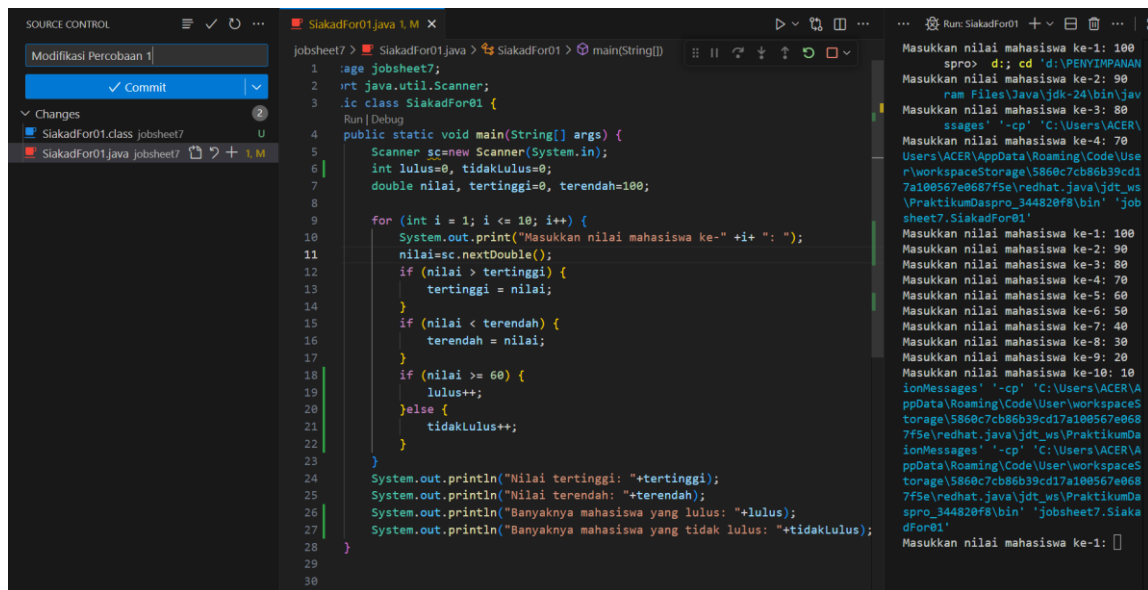 SOURCE CONTROL
Modifikasi Percobaan 1
Commit
Changes
2
SiakadFor01.class jobsheet7
U
SiakadFor01.java jobsheet7
1, M
SiakadFor01.java 1, M
jobsheet7 > SiakadFor01.java > SiakadFor01 > main(String[])
1 :age jobsheet7;
2 ort java.util.Scanner;
3 .ic class SiakadFor01 {
Run | Debug
4 public static void main(String[] args) {
5 Scanner sc=new Scanner(System.in);
6 int lulus=0, tidakLulus=0;
7 double nilai, tertinggi=0, terendah=100;
8
9 for (int i = 1; i <= 10; i++) {
10 System.out.print("Masukkan nilai mahasiswa ke-" +i+ ": ");
11 nilai=sc.nextDouble();
12 if (nilai > tertinggi) {
13 tertinggi = nilai;
14 }
15 if (nilai < terendah) {
16 terendah = nilai;
17 }
18 if (nilai >= 60) {
19 lulus++;
20 }else {
21 tidakLulus++;
22 }
23 }
24 System.out.println("Nilai tertinggi: "+tertinggi);
25 System.out.println("Nilai terendah: "+terendah);
26 System.out.println("Banyaknya mahasiswa yang lulus: "+lulus);
27 System.out.println("Banyaknya mahasiswa yang tidak lulus: "+tidakLulus);
28 }
29
30
Run: SiakadFor01
Masukkan nilai mahasiswa ke-1: 100
spro> d:; cd 'd:\PENYIMPANAN
Masukkan nilai mahasiswa ke-2: 90
ram Files\Java\jdk-24\bin\jav
Masukkan nilai mahasiswa ke-3: 80
ssages' '-cp' 'C:\Users\ACER\
Masukkan nilai mahasiswa ke-4: 70
Users\ACER\AppData\Roaming\Code\Use
r\workspaceStorage\5860c7cb86b39cd1
7a100567e0687f5e\redhat.java\jdt_ws
\PraktikumDaspro_344820f8\bin' 'job
sheet7.SiakadFor01'
Masukkan nilai mahasiswa ke-1: 100
Masukkan nilai mahasiswa ke-2: 90
Masukkan nilai mahasiswa ke-3: 80
Masukkan nilai mahasiswa ke-4: 70
Masukkan nilai mahasiswa ke-5: 60
Masukkan nilai mahasiswa ke-6: 50
Masukkan nilai mahasiswa ke-7: 40
Masukkan nilai mahasiswa ke-8: 30
Masukkan nilai mahasiswa ke-9: 20
Masukkan nilai mahasiswa ke-10: 10
ionMessages' '-cp' 'C:\Users\ACER\A
ppData\Roaming\Code\User\workspaceS
torage\5860c7cb86b39cd17a100567e068
7f5e\redhat.java\jdt_ws\PraktikumDa
ionMessages' '-cp' 'C:\Users\ACER\A
ppData\Roaming\Code\User\workspaceS
torage\5860c7cb86b39cd17a100567e068
7f5e\redhat.java\jdt_ws\PraktikumDa
spro_344820f8\bin' 'jobsheet7.Siaka
dFor01'
Masukkan nilai mahasiswa ke-1: